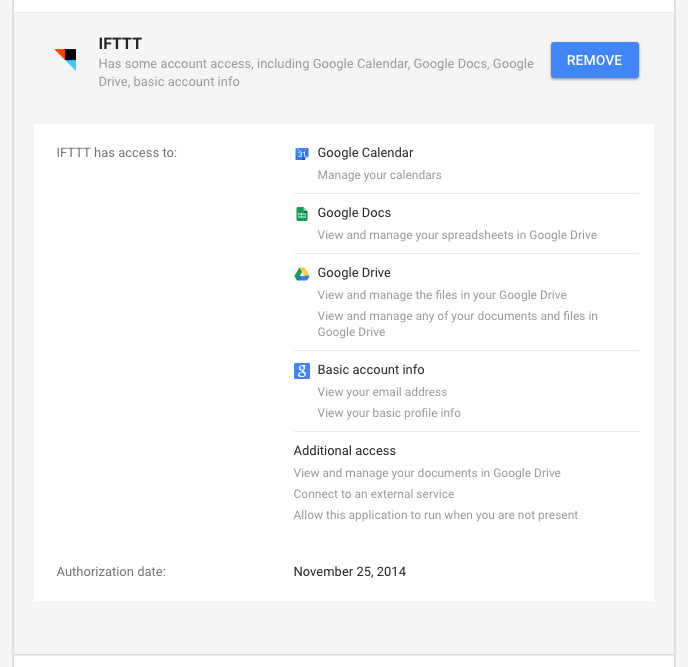 IFTTT
Has some account access, including Google Calendar, Google Docs, Google
Drive, basic account info
REMOVE
IFTTT has access to:
31
Google Calendar
Manage your calendars
Google Docs
View and manage your spreadsheets in Google Drive
Google Drive
View and manage the files in your Google Drive
View and manage any of your documents and files in
Google Drive
g
Basic account info
View your email address
View your basic profile info
Additional access
View and manage your documents in Google Drive
Connect to an external service
Allow this application to run when you are not present
Authorization date:
November 25, 2014